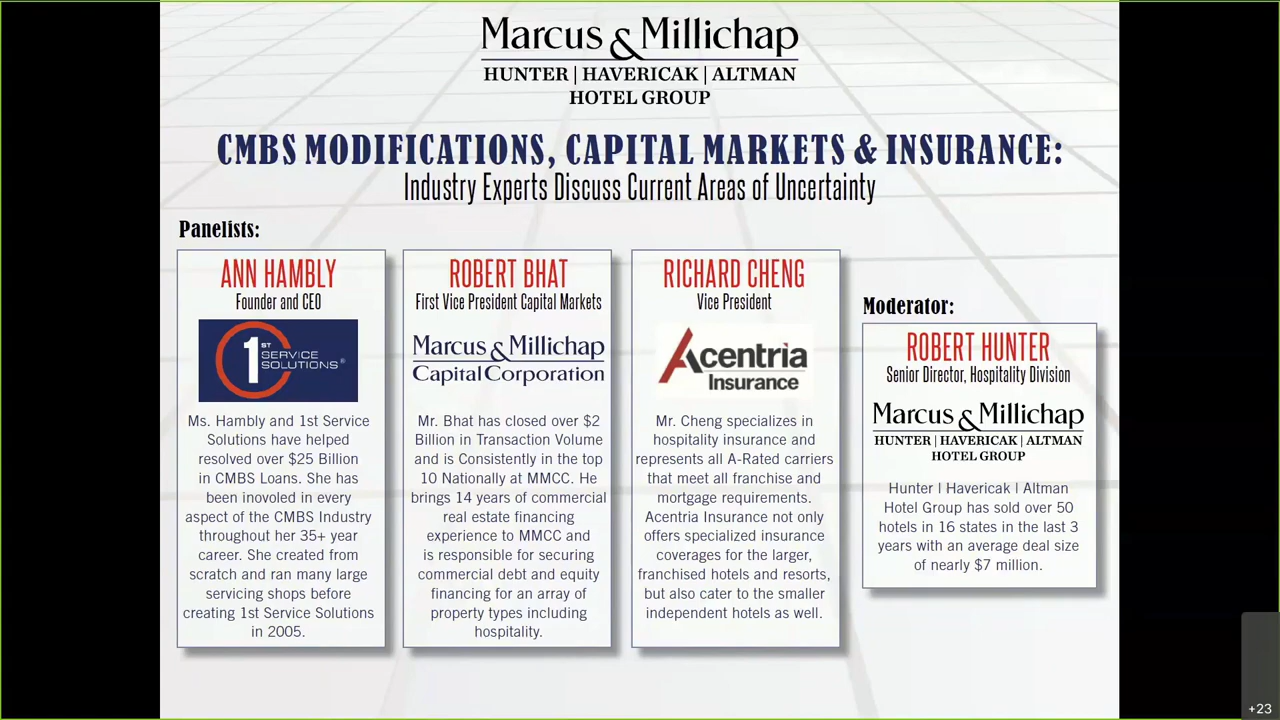 Marcus & Millichap
HUNTER | HAVERICAK | ALTMAN
HOTEL GROUP
CMBS MODIFICATIONS, CAPITAL MARKETS & INSURANCE:
Industry Experts Discuss Current Areas of Uncertainty
Panelists:
ANN HAMBLY
Founder and CEO
1ST SERVICE
SOLUTIONS®
Ms. Hambly and 1st Service
Solutions have helped
resolved over $25 Billion
in CMBS Loans. She has
been inovoled in every
aspect of the CMBS Industry
throughout her 35+ year
career. She created from
scratch and ran many large
servicing shops before
creating 1st Service Solutions
in 2005.
ROBERT BHAT
First Vice President Capital Markets
Marcus & Millichap
Capital Corporation
Mr. Bhat has closed over $2
Billion in Transaction Volume
and is Consistently in the top
10 Nationally at MMCC. He
brings 14 years of commercial
real estate financing
experience to MMCC and
is responsible for securing
commercial debt and equity
financing for an array of
property types including
hospitality.
RICHARD CHENG
Vice President
Acentria
Insurance
Mr. Cheng specializes in
hospitality insurance and
represents all A-Rated carriers
that meet all franchise and
mortgage requirements.
Acentria Insurance not only
offers specialized insurance
coverages for the larger,
franchised hotels and resorts,
but also cater to the smaller
independent hotels as well.
Moderator:
ROBERT HUNTER
Senior Director, Hospitality Division
Marcus & Millichap
HUNTER | HAVERICAK | ALTMAN
HOTEL GROUP
Hunter | Havericak | Altman
Hotel Group has sold over 50
hotels in 16 states in the last 3
years with an average deal size
of nearly $7 million.
+23